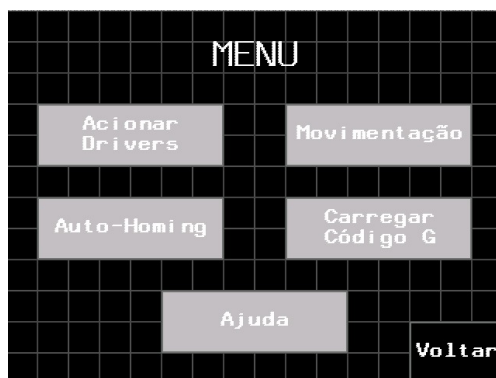 MENU
Acionar
Drivers
Movimentação
Auto-Homing
Carregar
Código G
Ajuda
Voltar